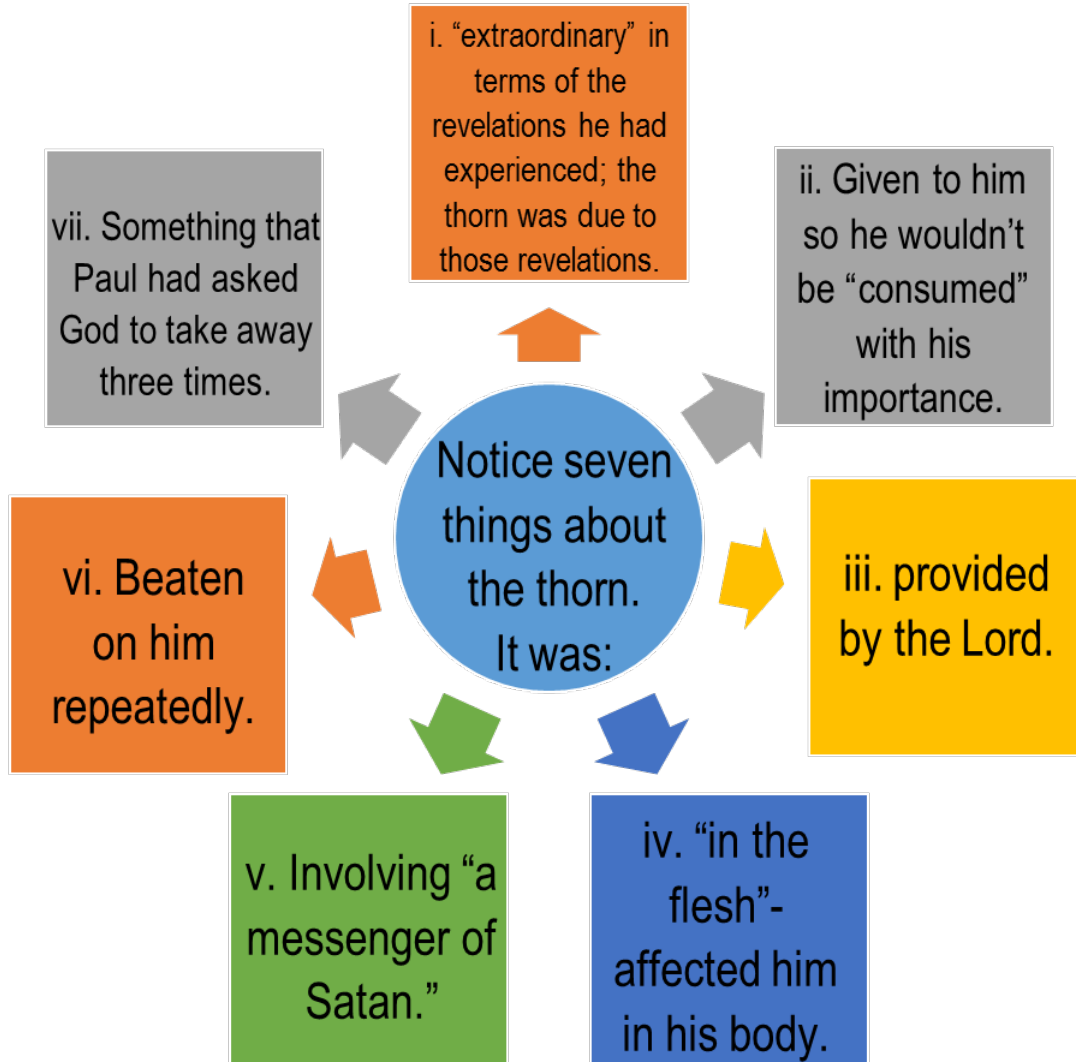 Notice seven
things about
the thorn.
It was:
i. “extraordinary” in
terms of the
revelations he had
experienced; the
thorn was due to
those revelations.
ii. Given to him
so he wouldn’t
be “consumed”
with his
importance.
iii. provided
by the Lord.
iv. “in the
flesh”-
affected him
in his body.
v. Involving “a
messenger of
Satan.”
vi. Beaten
on him
repeatedly.
vii. Something that
Paul had asked
God to take away
three times.